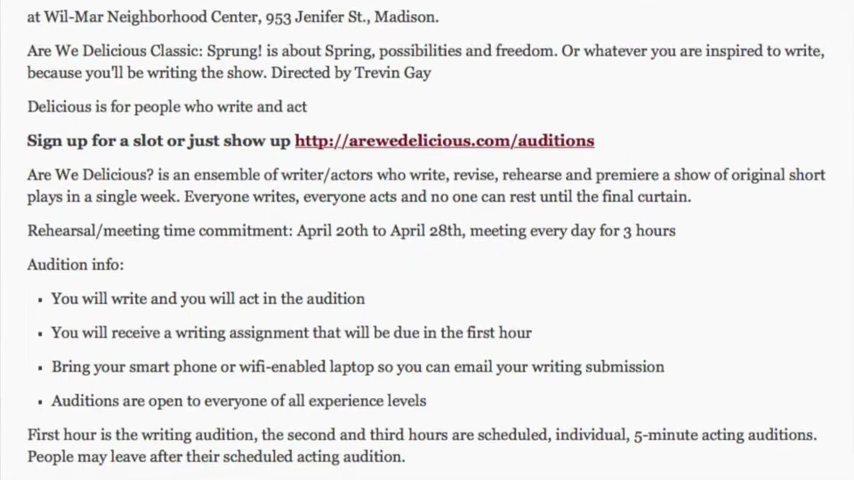 at Wil-Mar Neighborhood Center, 953 Jenifer St., Madison.
Are We Delicious Classic: Sprung! is about Spring, possibilities and freedom. Or whatever you are inspired to write,
because you'll be writing the show. Directed by Trevin Gay
Delicious is for people who write and act
Sign up for a slot or just show up http://arewedelicious.com/auditions
Are We Delicious? is an ensemble of writer/actors who write, revise, rehearse and premiere a show of original short
plays in a single week. Everyone writes, everyone acts and no one can rest until the final curtain.
Rehearsal/meeting time commitment: April 20th to April 28th, meeting every day for 3 hours
Audition info:
• You will write and you will act in the audition
• You will receive a writing assignment that will be due in the first hour
• Bring your smart phone or wifi-enabled laptop so you can email your writing submission
• Auditions are open to everyone of all experience levels
First hour is the writing audition, the second and third hours are scheduled, individual, 5-minute acting auditions.
People may leave after their scheduled acting audition.